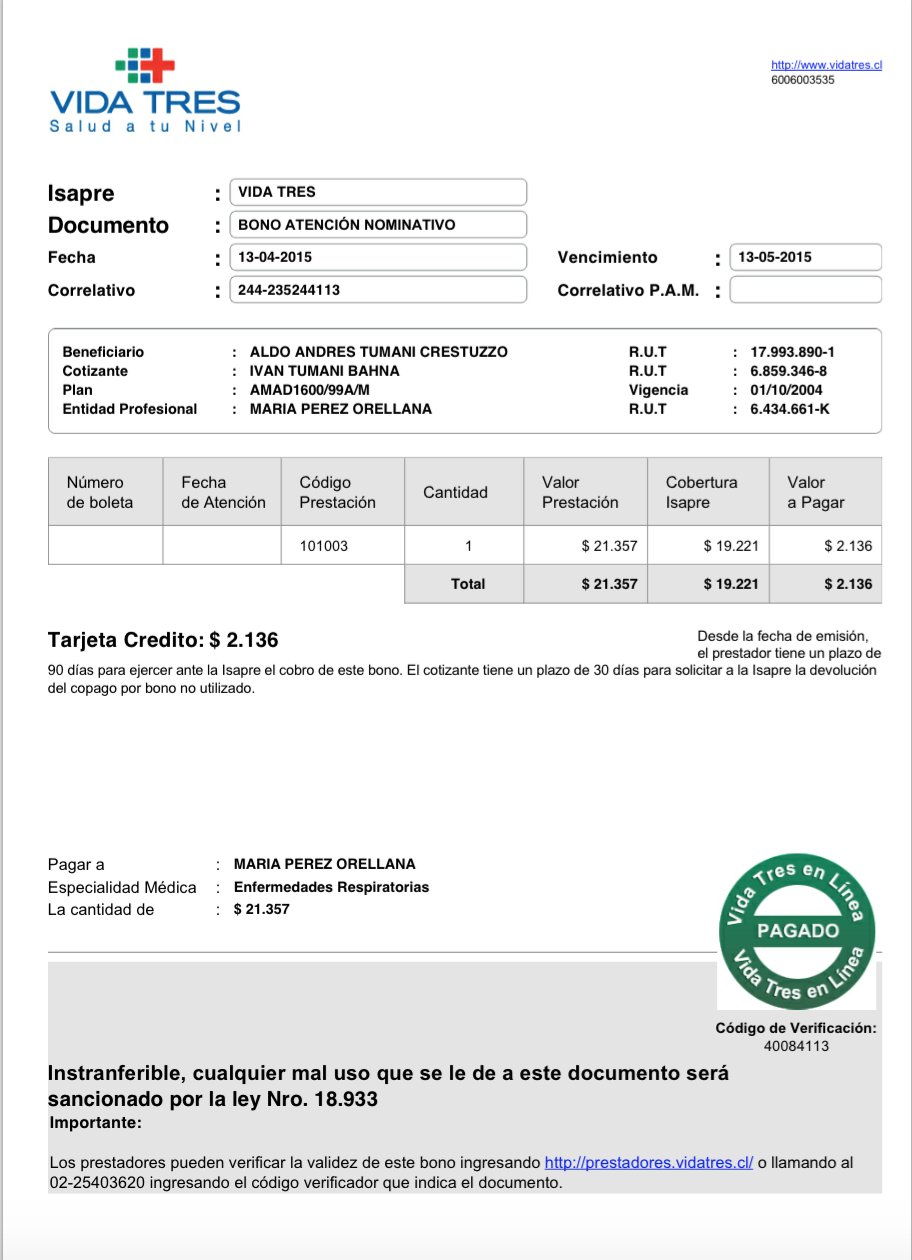 VIDA TRES
Salud a tu Nivel
http://www.vidatres.cl
6006003535
Isapre : VIDA TRES
Documento : BONO ATENCIÓN NOMINATIVO
Fecha : 13-04-2015 Vencimiento : 13-05-2015
Correlativo : 244-235244113 Correlativo P.A.M. :
Beneficiario : ALDO ANDRES TUMANI CRESTUZZO R.U.T : 17.993.890-1
Cotizante : IVAN TUMANI BAHNA R.U.T : 6.859.346-8
Plan : AMAD1600/99A/M Vigencia : 01/10/2004
Entidad Profesional : MARIA PEREZ ORELLANA R.U.T : 6.434.661-K
Número de boleta Fecha de Atención Código Prestación Cantidad Valor Prestación Cobertura Isapre Valor a Pagar
101003 1 $ 21.357 $ 19.221 $ 2.136
Total $ 21.357 $ 19.221 $ 2.136
Tarjeta Credito: $ 2.136
Desde la fecha de emisión,
el prestador tiene un plazo de
90 días para ejercer ante la Isapre el cobro de este bono. El cotizante tiene un plazo de 30 días para solicitar a la Isapre la devolución
del copago por bono no utilizado.
Pagar a : MARIA PEREZ ORELLANA
Especialidad Médica : Enfermedades Respiratorias
La cantidad de : $ 21.357
Vida Tres en Línea
PAGADO
Vida Tres en Línea
Código de Verificación:
40084113
Instranferible, cualquier mal uso que se le de a este documento será
sancionado por la ley Nro. 18.933
Importante:
Los prestadores pueden verificar la validez de este bono ingresando http://prestadores.vidatres.cl/ o llamando al
02-25403620 ingresando el código verificador que indica el documento.